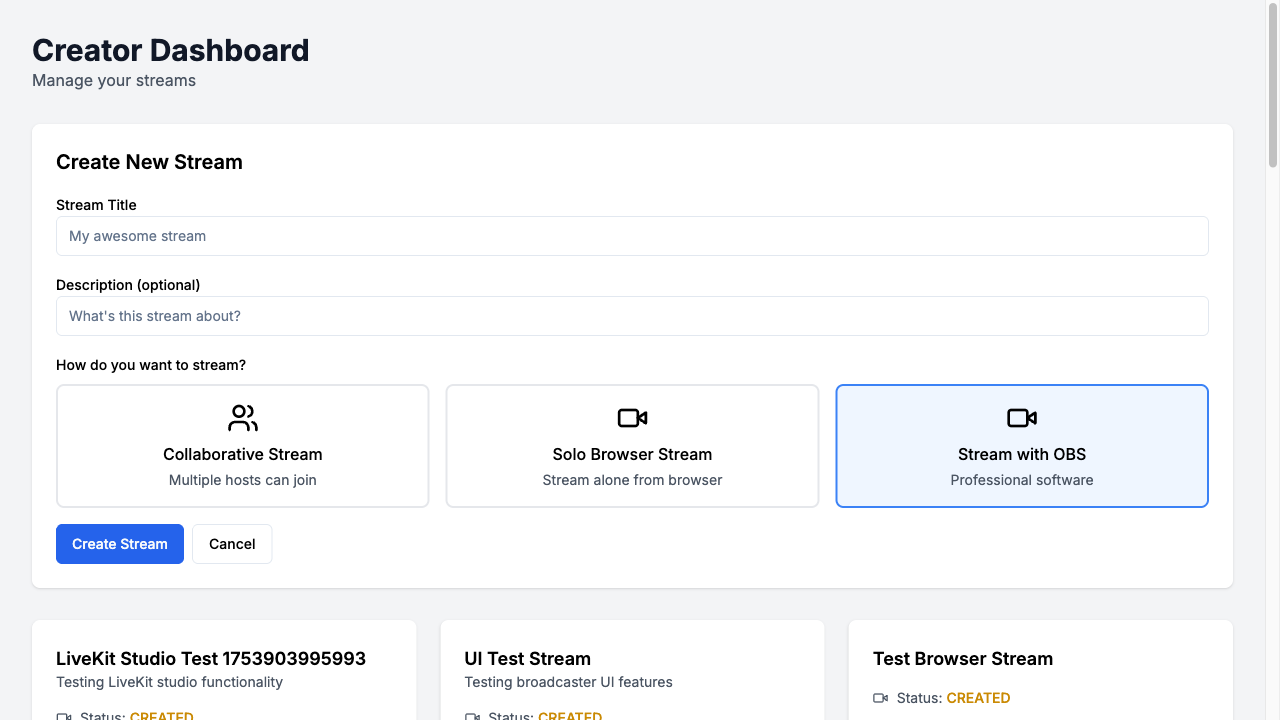 Creator Dashboard
Manage your streams
Create New Stream
Stream Title
My awesome stream
Description (optional)
What's this stream about?
How do you want to stream?
Collaborative Stream
Multiple hosts can join
Solo Browser Stream
Stream alone from browser
Stream with OBS
Professional software
Create Stream
Cancel
LiveKit Studio Test 1753903995993
Testing LiveKit studio functionality
Status: CREATED
UI Test Stream
Testing broadcaster UI features
Status: CREATED
Test Browser Stream
Status: CREATED